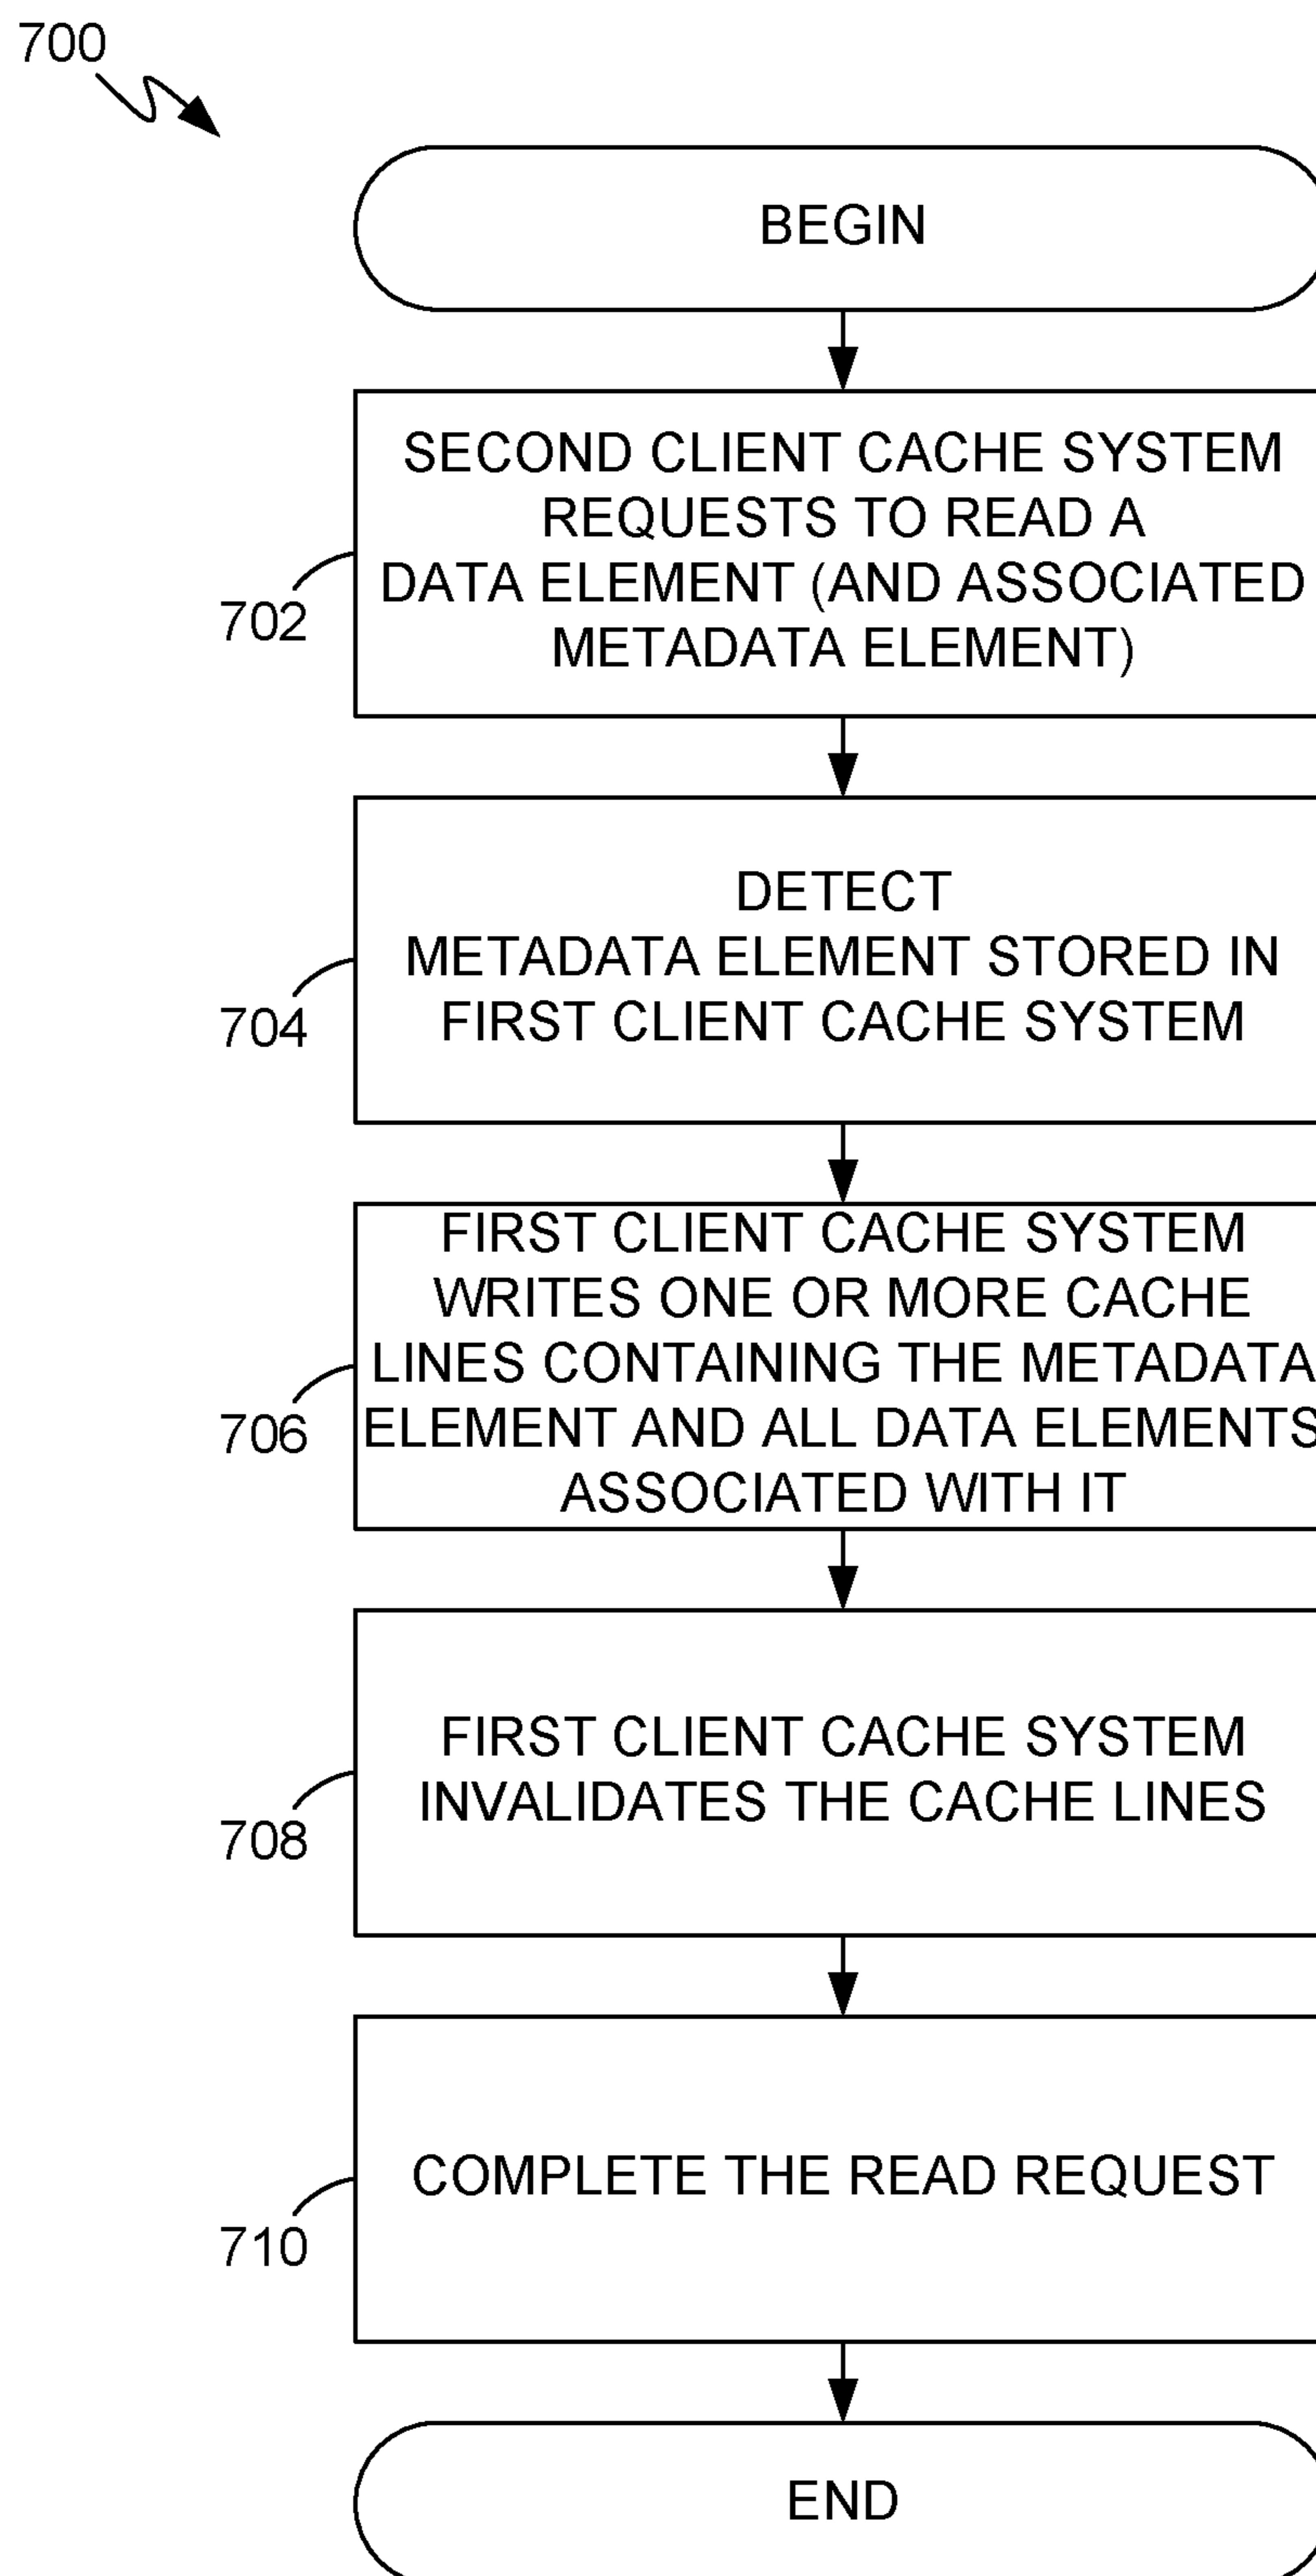 700
BEGIN
SECOND CLIENT CACHE SYSTEM
REQUESTS TO READ A
DATA ELEMENT (AND ASSOCIATED
METADATA ELEMENT)
702
DETECT
METADATA ELEMENT STORED IN
FIRST CLIENT CACHE SYSTEM
704
FIRST CLIENT CACHE SYSTEM
WRITES ONE OR MORE CACHE
LINES CONTAINING THE METADATA
ELEMENT AND ALL DATA ELEMENTS
ASSOCIATED WITH IT
706
FIRST CLIENT CACHE SYSTEM
INVALIDATES THE CACHE LINES
708
COMPLETE THE READ REQUEST
710
END